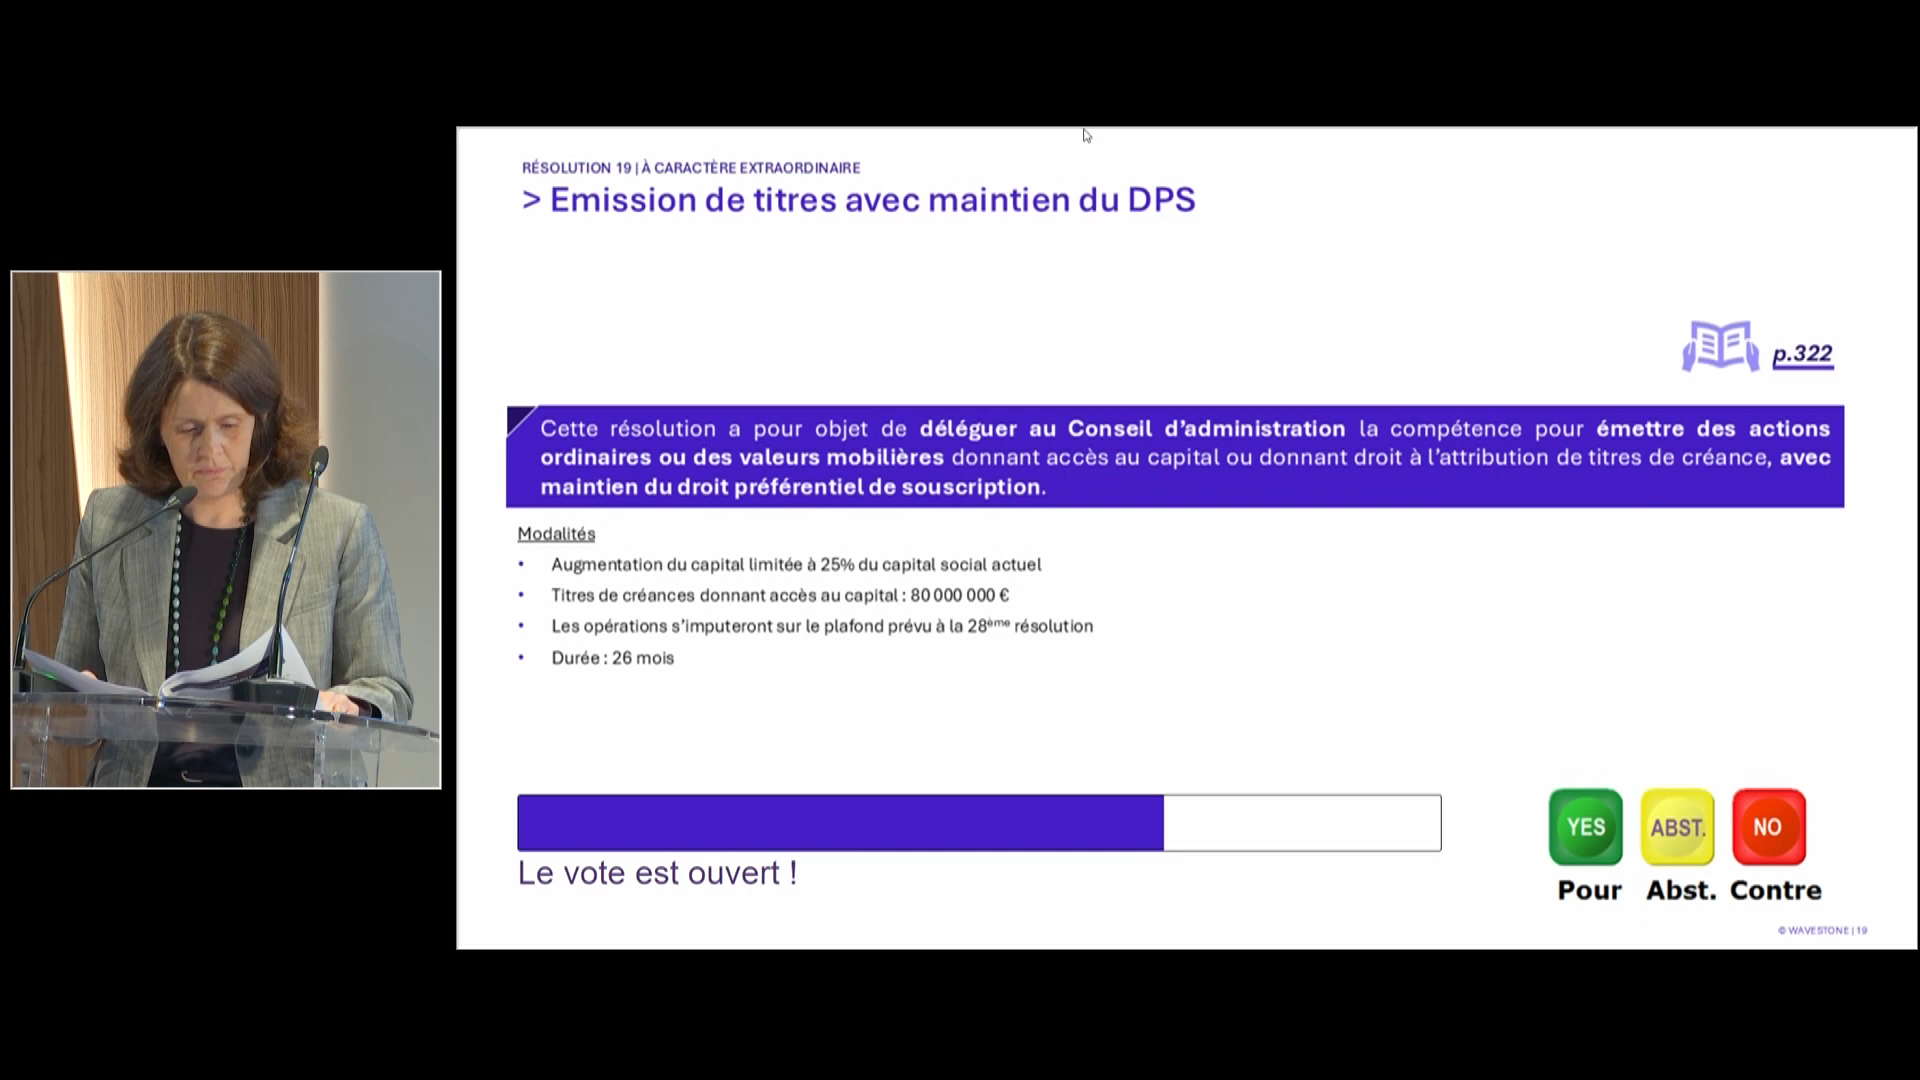 RÉSOLUTION 19 | À CARACTÈRE EXTRAORDINAIRE
> Emission de titres avec maintien du DPS
p.322
Cette résolution a pour objet de déléguer au Conseil d’administration la compétence pour émettre des actions
ordinaires ou des valeurs mobilières donnant accès au capital ou donnant droit à l’attribution de titres de créance, avec
maintien du droit préférentiel de souscription.
Modalités
• Augmentation du capital limitée à 25% du capital social actuel
• Titres de créances donnant accès au capital : 80 000 000 €
• Les opérations s’imputeront sur le plafond prévu à la 28ème résolution
• Durée : 26 mois
Le vote est ouvert !
YES ABST. NO
Pour Abst. Contre
© WAVESTONE | 19